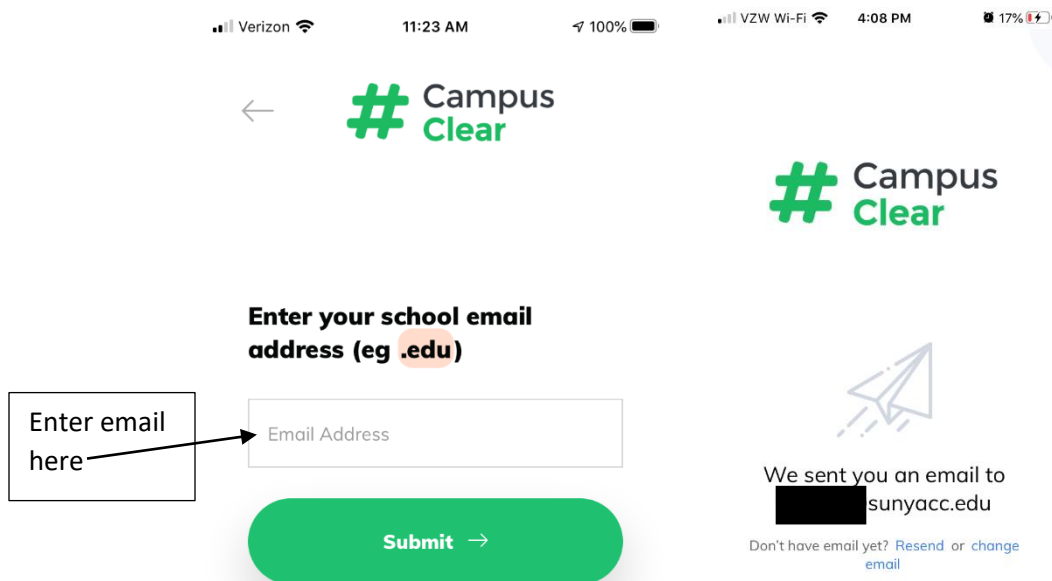 Verizon 11:23 AM 100%
# Campus
Clear
Enter your school email
address (eg .edu)
Enter email
here
Email Address
Submit →
VZW Wi-Fi 4:08 PM 17%
# Campus
Clear
We sent you an email to
sunyacc.edu
Don't have email yet? Resend or change
email